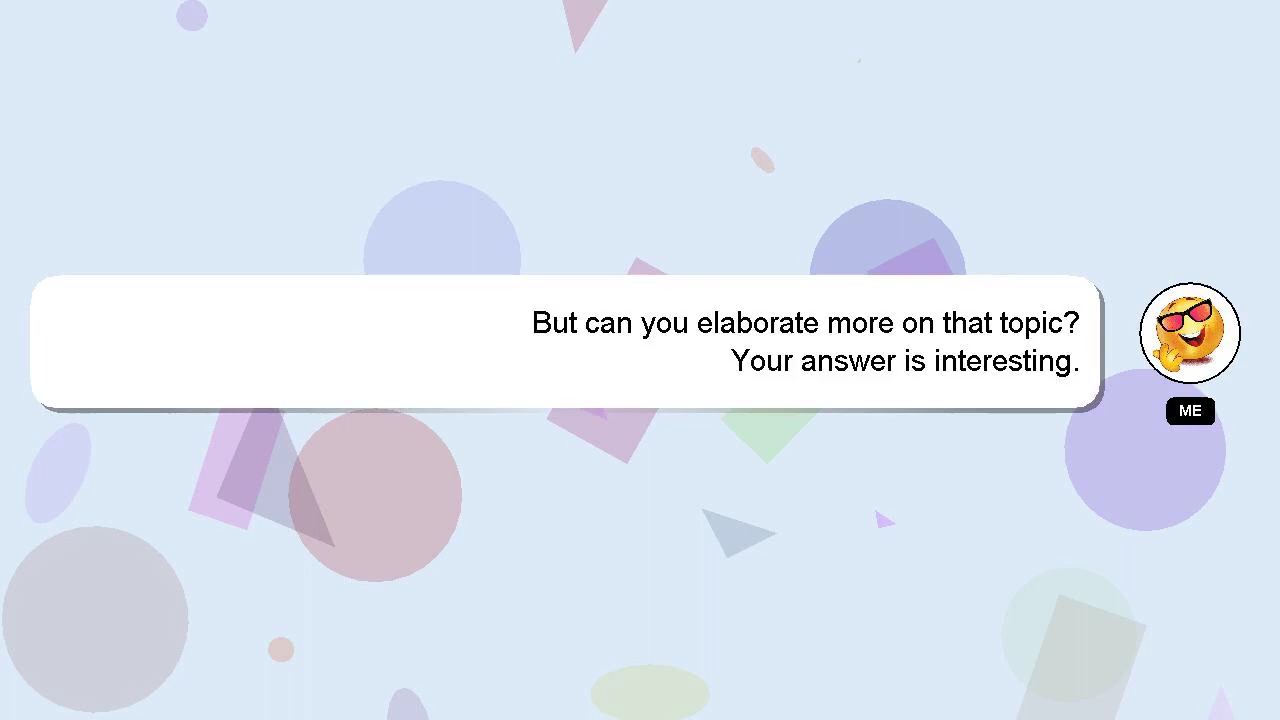 But can you elaborate more on that topic?
Your answer is interesting.
ME